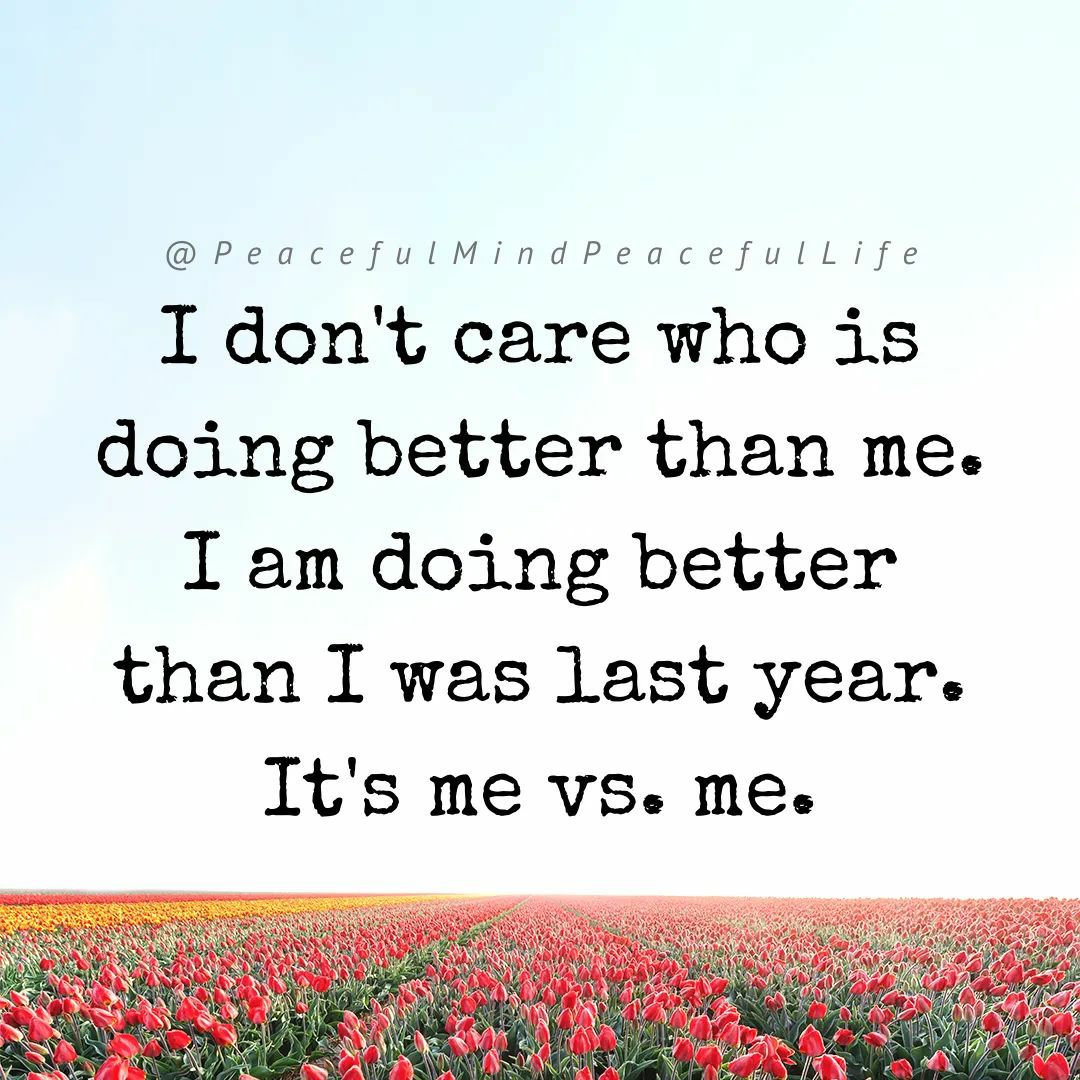 @PeacefulMindPeacefulLife
I don't care who is
doing better than me.
I am doing better
than I was last year.
It's me vs. me.